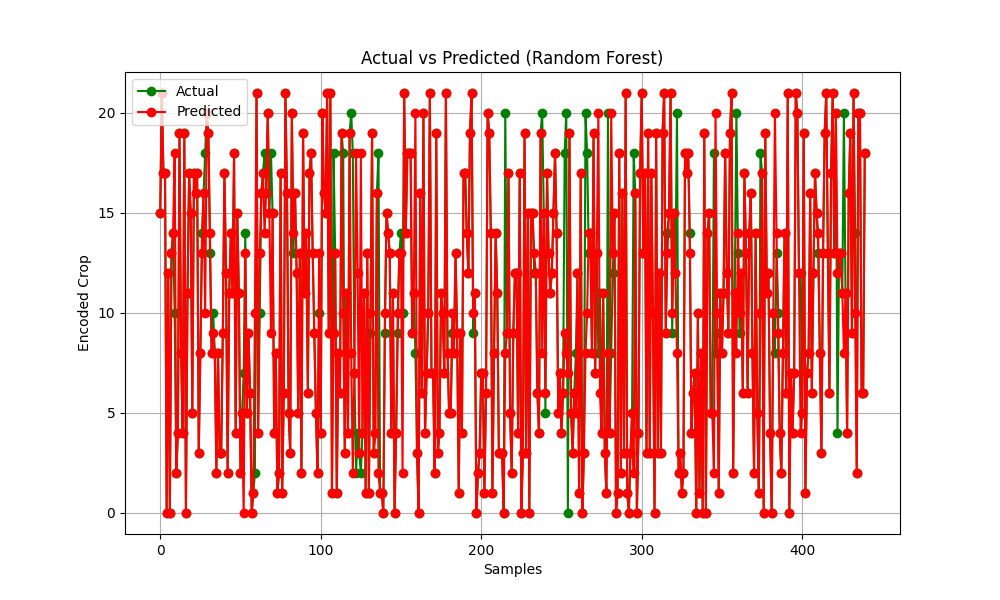 Actual vs Predicted (Random Forest)
Actual
Predicted
Encoded Crop
20
15
10
5
0
0 100 200 300 400
Samples